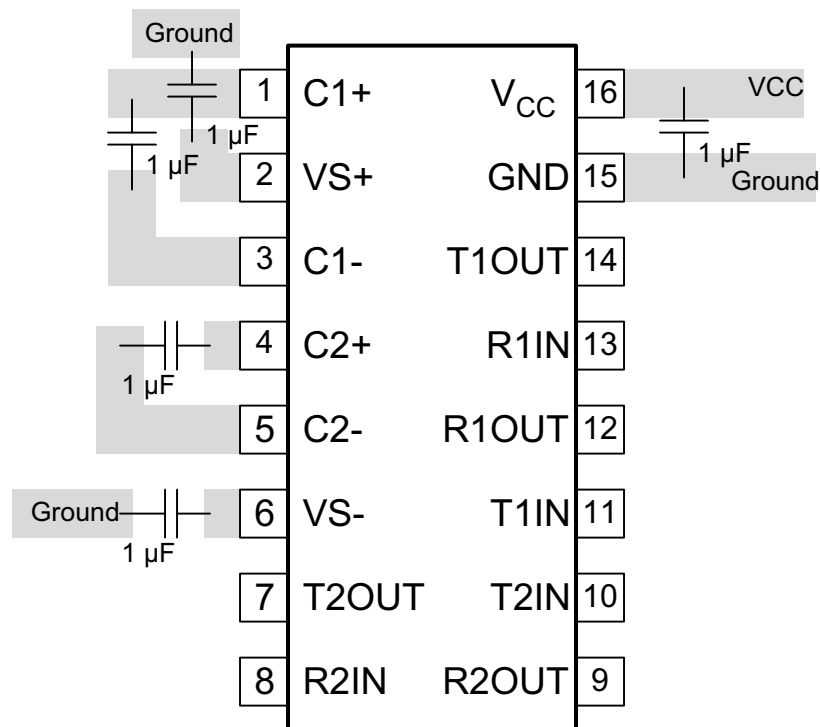 Ground
1 C1+ V_CC 16 VCC
1 µF
1 µF
1 µF
2 VS+ GND 15 Ground
3 C1- T1OUT 14
4 C2+ R1IN 13
1 µF
5 C2- R1OUT 12
Ground 6 VS- T1IN 11
1 µF
7 T2OUT T2IN 10
8 R2IN R2OUT 9